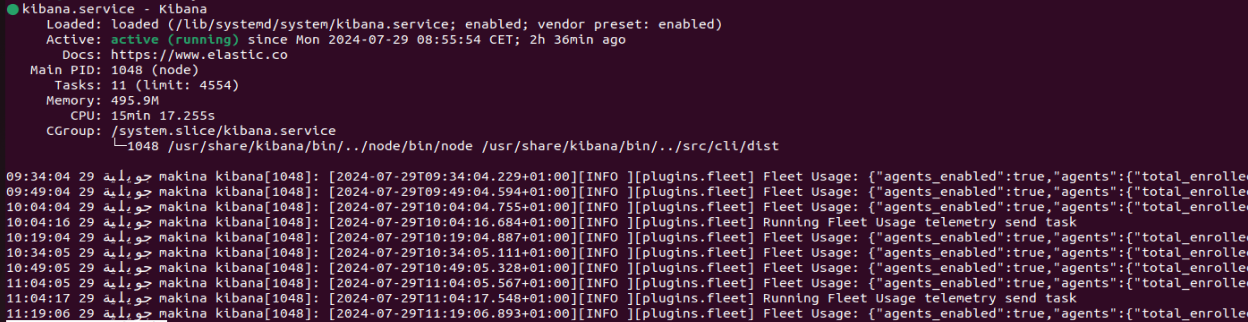 kibana.service - Kibana
Loaded: loaded (/lib/systemd/system/kibana.service; enabled; vendor preset: enabled)
Active: active (running) since Mon 2024-07-29 08:55:54 CET; 2h 36min ago
Docs: https://www.elastic.co
Main PID: 1048 (node)
Tasks: 11 (limit: 4554)
Memory: 495.9M
CPU: 15min 17.255s
CGroup: /system.slice/kibana.service
└─1048 /usr/share/kibana/bin/../node/bin/node /usr/share/kibana/bin/../src/cli/dist
09:34:04 29 جويلية makina kibana[1048]: [2024-07-29T09:34:04.229+01:00][INFO ][plugins.fleet] Fleet Usage: {"agents_enabled":true,"agents":{"total_enrolle
09:49:04 29 جويلية makina kibana[1048]: [2024-07-29T09:49:04.594+01:00][INFO ][plugins.fleet] Fleet Usage: {"agents_enabled":true,"agents":{"total_enrolle
10:04:04 29 جويلية makina kibana[1048]: [2024-07-29T10:04:04.755+01:00][INFO ][plugins.fleet] Fleet Usage: {"agents_enabled":true,"agents":{"total_enrolle
10:04:16 29 جويلية makina kibana[1048]: [2024-07-29T10:04:16.684+01:00][INFO ][plugins.fleet] Running Fleet Usage telemetry send task
10:19:04 29 جويلية makina kibana[1048]: [2024-07-29T10:19:04.887+01:00][INFO ][plugins.fleet] Fleet Usage: {"agents_enabled":true,"agents":{"total_enrolle
10:34:05 29 جويلية makina kibana[1048]: [2024-07-29T10:34:05.111+01:00][INFO ][plugins.fleet] Fleet Usage: {"agents_enabled":true,"agents":{"total_enrolle
10:49:05 29 جويلية makina kibana[1048]: [2024-07-29T10:49:05.328+01:00][INFO ][plugins.fleet] Fleet Usage: {"agents_enabled":true,"agents":{"total_enrolle
11:04:05 29 جويلية makina kibana[1048]: [2024-07-29T11:04:05.567+01:00][INFO ][plugins.fleet] Fleet Usage: {"agents_enabled":true,"agents":{"total_enrolle
11:04:17 29 جويلية makina kibana[1048]: [2024-07-29T11:04:17.548+01:00][INFO ][plugins.fleet] Running Fleet Usage telemetry send task
11:19:06 29 جويلية makina kibana[1048]: [2024-07-29T11:19:06.893+01:00][INFO ][plugins.fleet] Fleet Usage: {"agents_enabled":true,"agents":{"total_enrolle